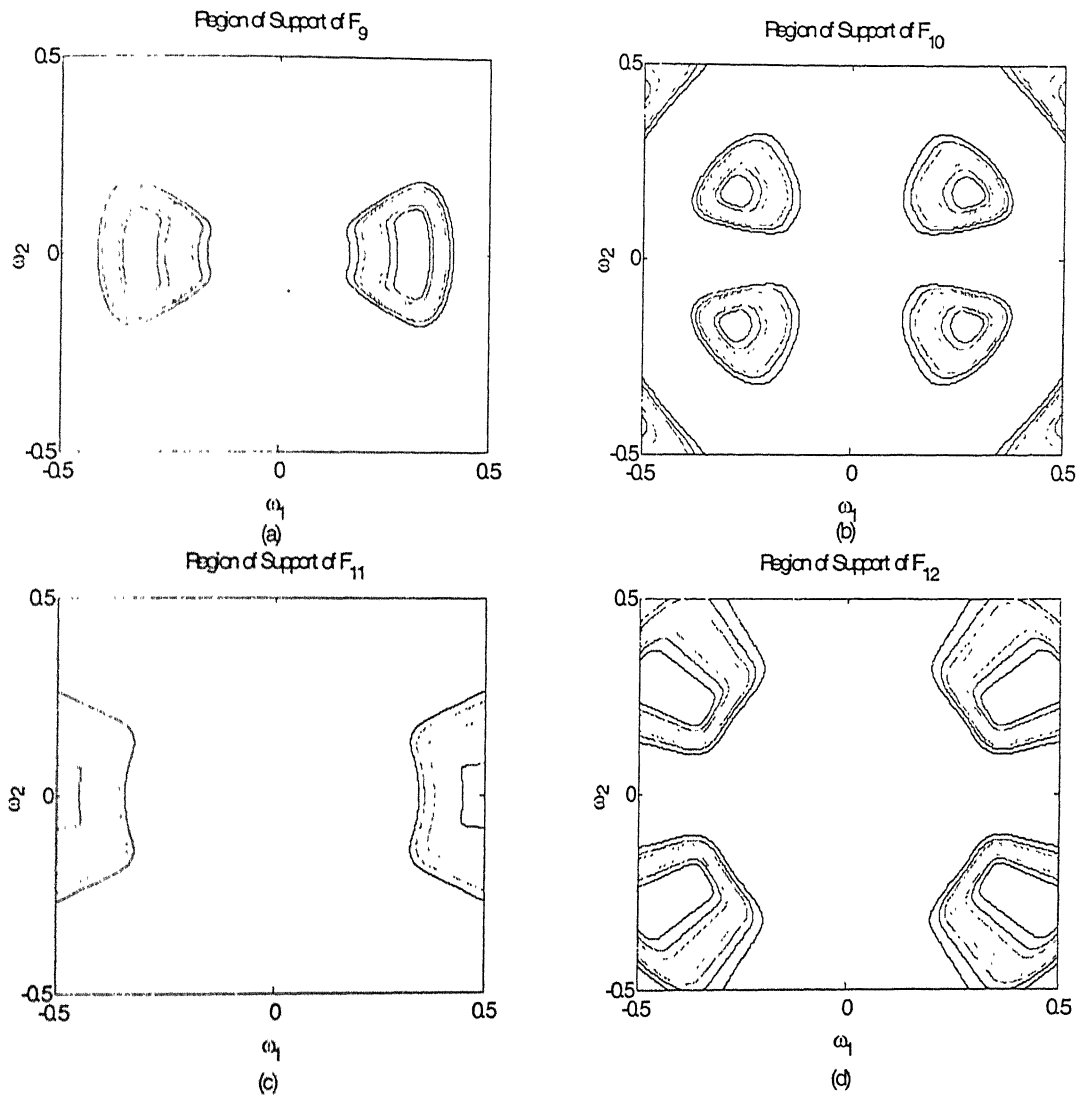 Region of Support of F9
0.5
ω2
0
-0.5
-0.5
0
0.5
ω1
(a)
Region of Support of F10
0.5
ω2
0
-0.5
-0.5
0
0.5
ω1
(b)
Region of Support of F11
0.5
ω2
0
-0.5
-0.5
0
0.5
ω1
(c)
Region of Support of F12
0.5
ω2
0
-0.5
-0.5
0
0.5
ω1
(d)